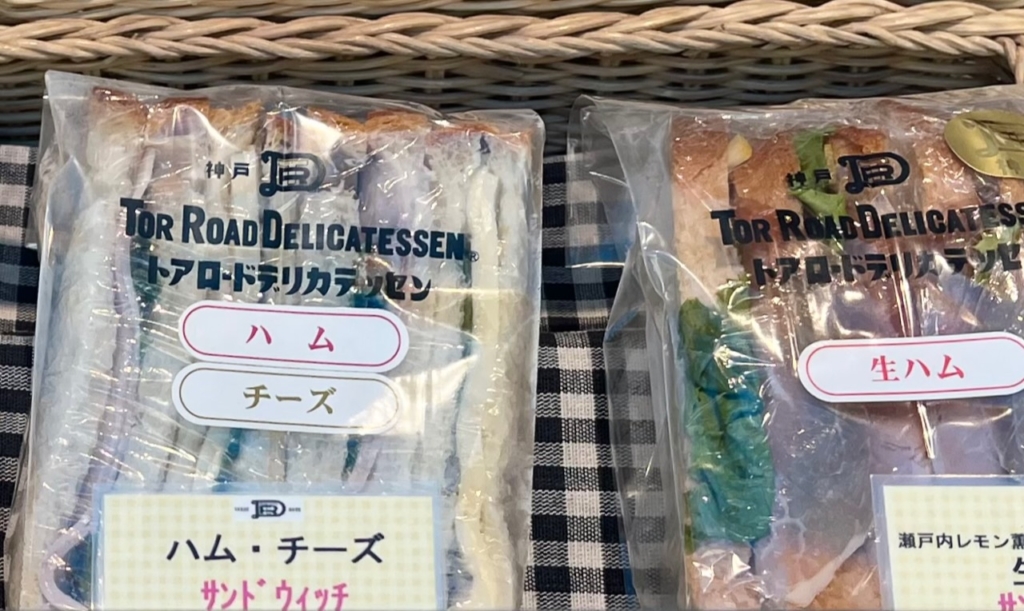 神戸
TOR ROAD DELICATESSEN®
トアロードデリカテッセン
ハム
チーズ
ハム・チーズ
サンドウィッチ
神戸
TOR ROAD DELICATESS
トアロードデリカテッセ
生ハム
瀬戸内レモン薫